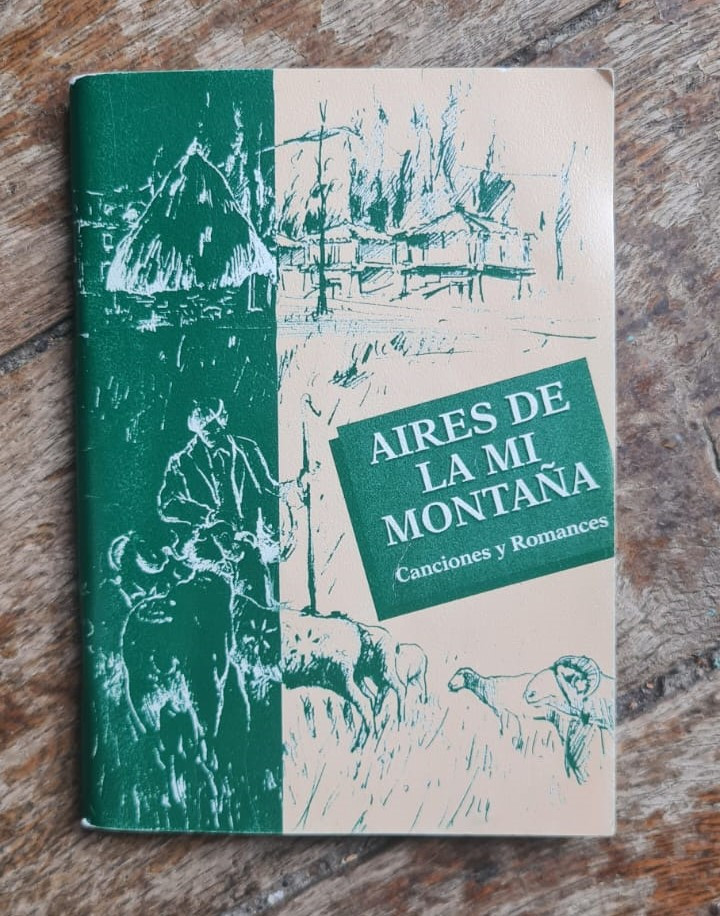 AIRES DE
LA MI
MONTAÑA
Canciones y Romances